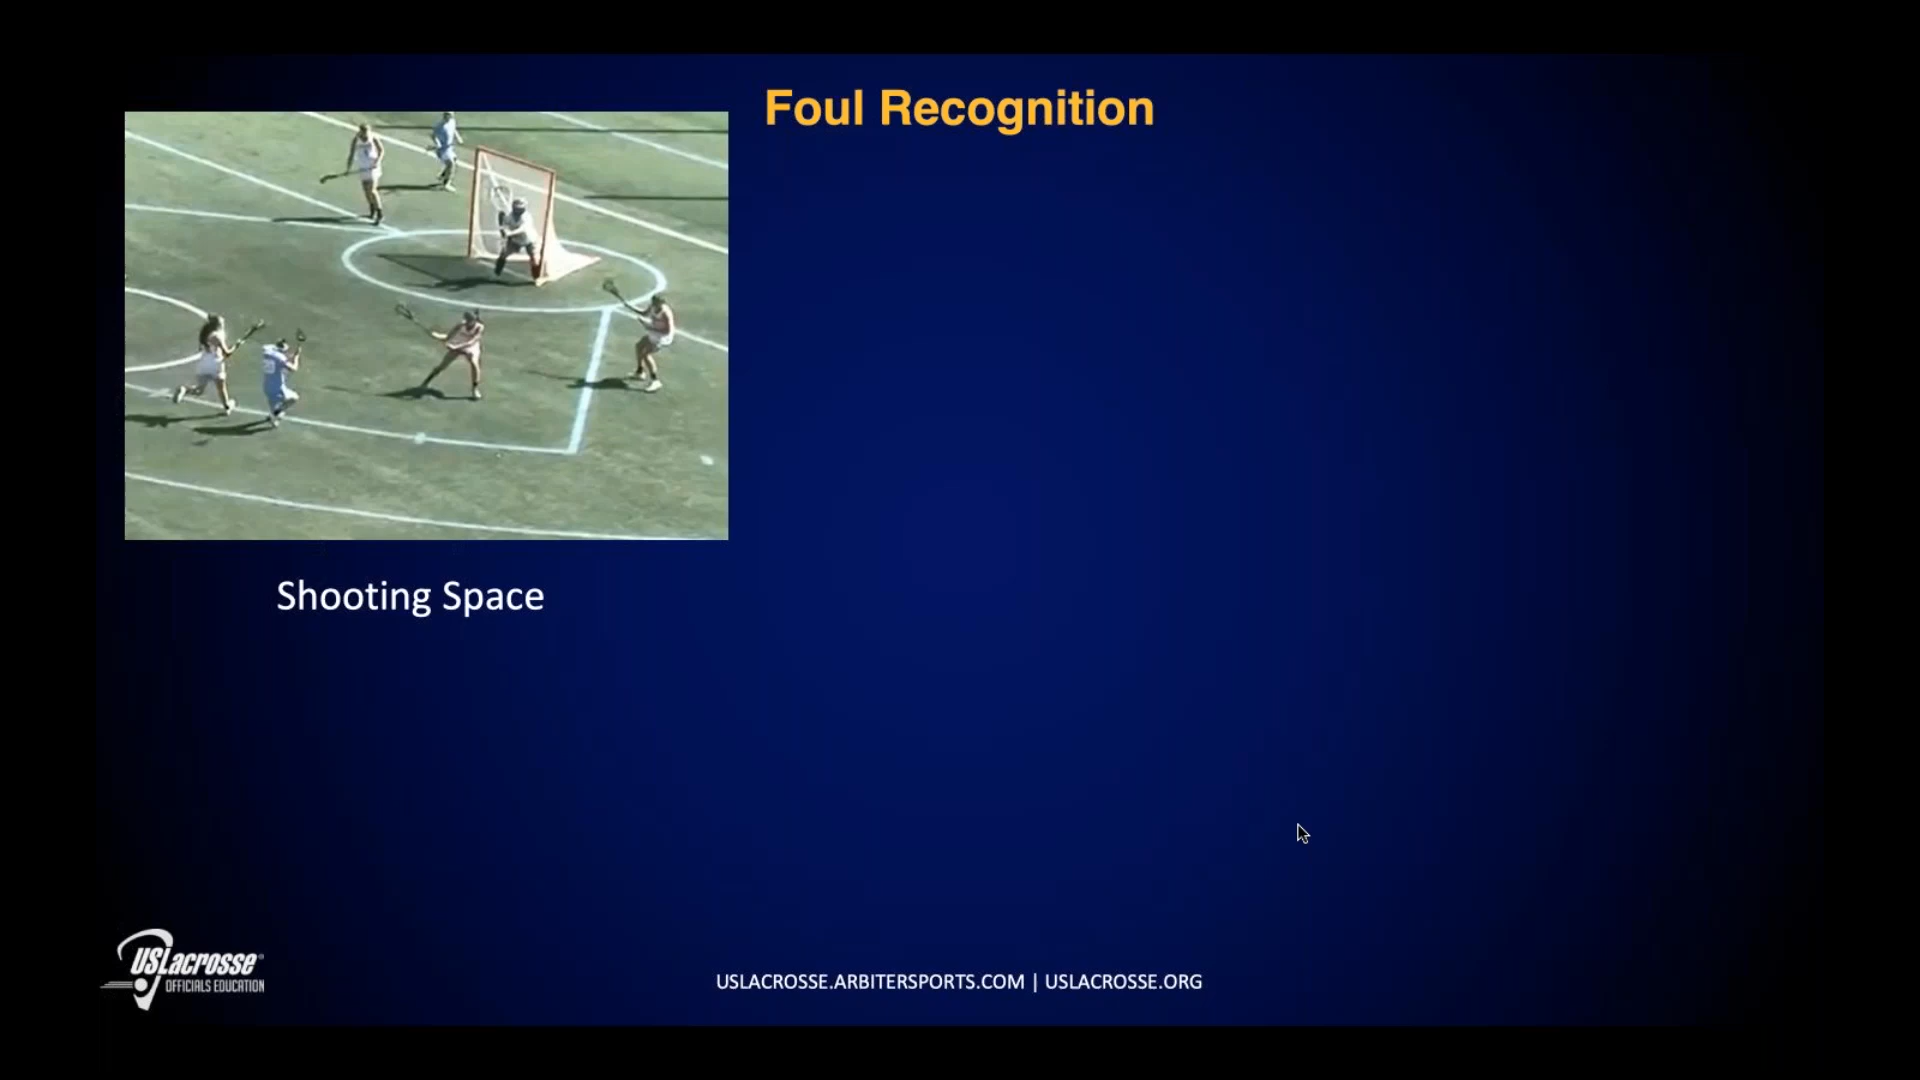 Foul Recognition
Shooting Space
USLacrosse
OFFICIALS EDUCATION
USLACROSSE.ARBITERSPORTS.COM | USLACROSSE.ORG